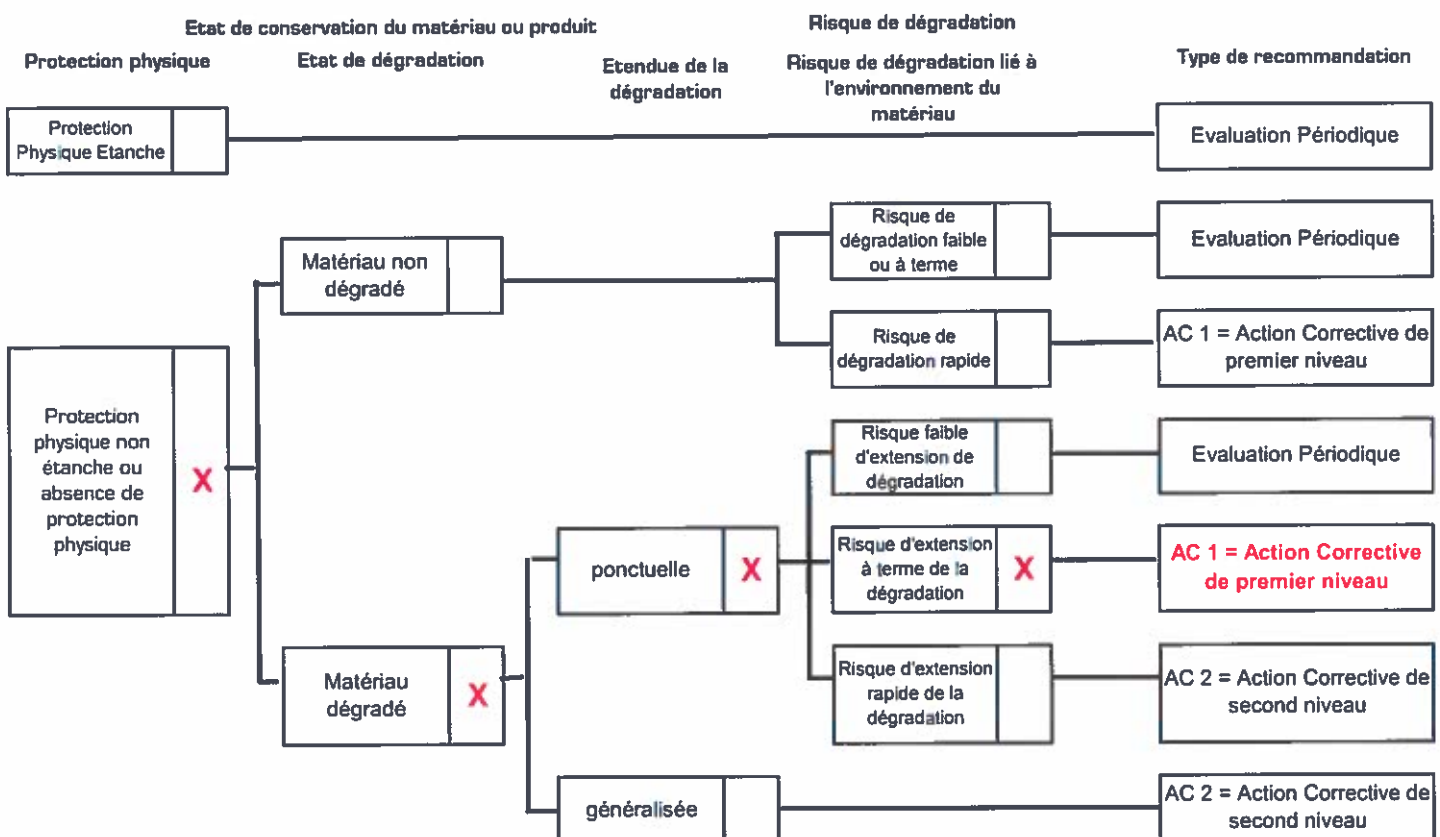 Etat de conservation du matériau ou produit
Risque de dégradation
Protection physique
Etat de dégradation
Etendue de la
dégradation
Risque de dégradation lié à
l'environnement du
matériau
Type de recommandation
Protection
Physique Etanche
Evaluation Périodique
Matériau non
dégradé
Risque de
dégradation faible
ou à terme
Evaluation Périodique
Risque de
dégradation rapide
AC 1 = Action Corrective de
premier niveau
Protection
physique non
étanche ou
absence de
protection
physique
X
Risque faible
d'extension de
dégradation
Evaluation Périodique
ponctuelle
X
Risque d'extension
à terme de la
dégradation
X
AC 1 = Action Corrective
de premier niveau
Matériau
dégradé
X
Risque d'extension
rapide de la
dégradation
AC 2 = Action Corrective de
second niveau
généralisée
AC 2 = Action Corrective de
second niveau